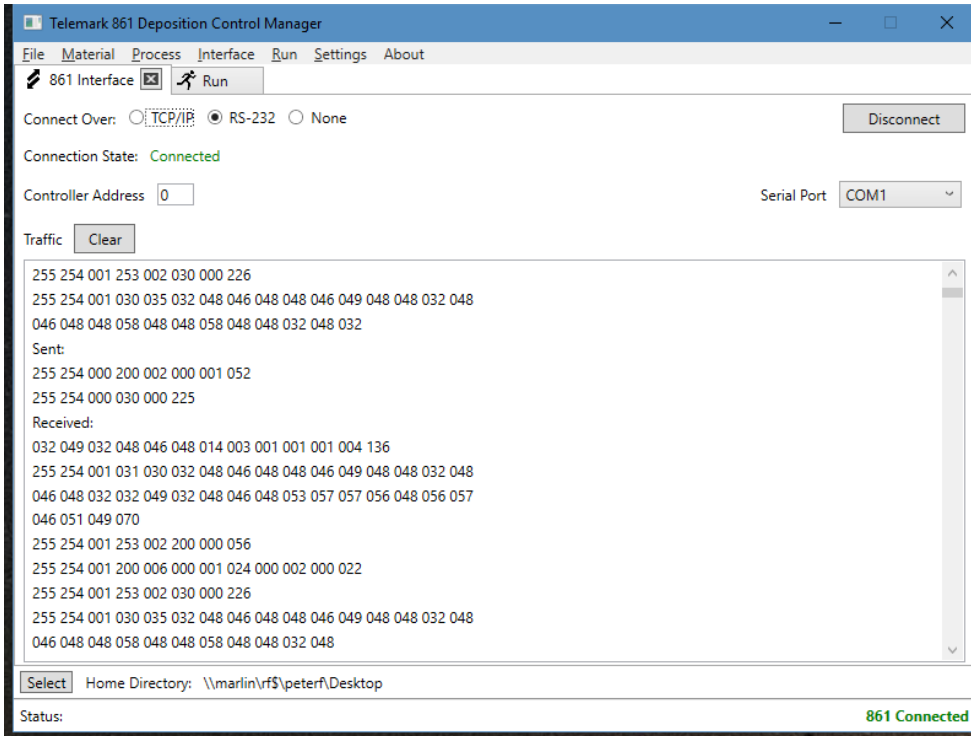 Telemark 861 Deposition Control Manager
File Material Process Interface Run Settings About
861 Interface Run
Connect Over: TCP/IP RS-232 None Disconnect
Connection State: Connected
Controller Address 0 Serial Port COM1
Traffic Clear
255 254 001 253 002 030 000 226
255 254 001 030 035 032 048 046 048 048 046 049 048 048 032 048
046 048 048 058 048 048 058 048 048 032 048 032
Sent:
255 254 000 200 002 000 001 052
255 254 000 030 000 225
Received:
032 049 032 048 046 048 014 003 001 001 001 004 136
255 254 001 031 030 032 048 046 048 048 046 049 048 048 032 048
046 048 032 032 049 032 048 046 048 053 057 057 056 048 056 057
046 051 049 070
255 254 001 253 002 200 000 056
255 254 001 200 006 000 001 024 000 002 000 022
255 254 001 253 002 030 000 226
255 254 001 030 035 032 048 046 048 048 046 049 048 048 032 048
046 048 048 058 048 048 058 048 048 032 048
Select Home Directory: \\marlin\rf$\peterf\Desktop
Status: 861 Connected